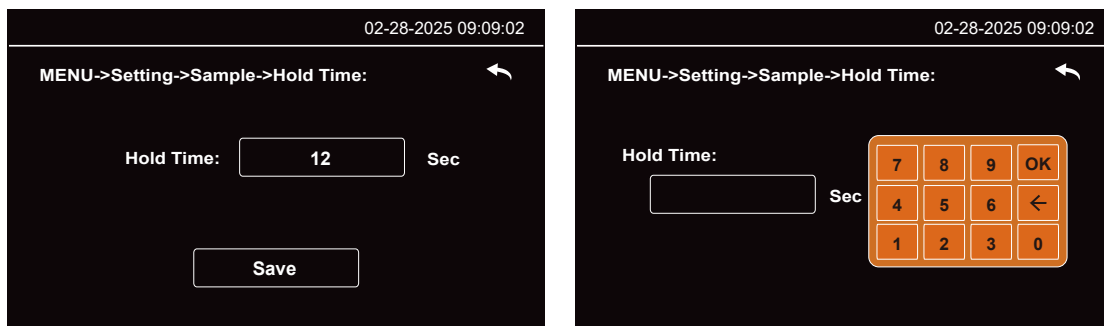 02-28-2025 09:09:02
MENU->Setting->Sample->Hold Time:
Hold Time: 12 Sec
Save
02-28-2025 09:09:02
MENU->Setting->Sample->Hold Time:
Hold Time:
Sec
7 8 9 OK
4 5 6 ←
1 2 3 0